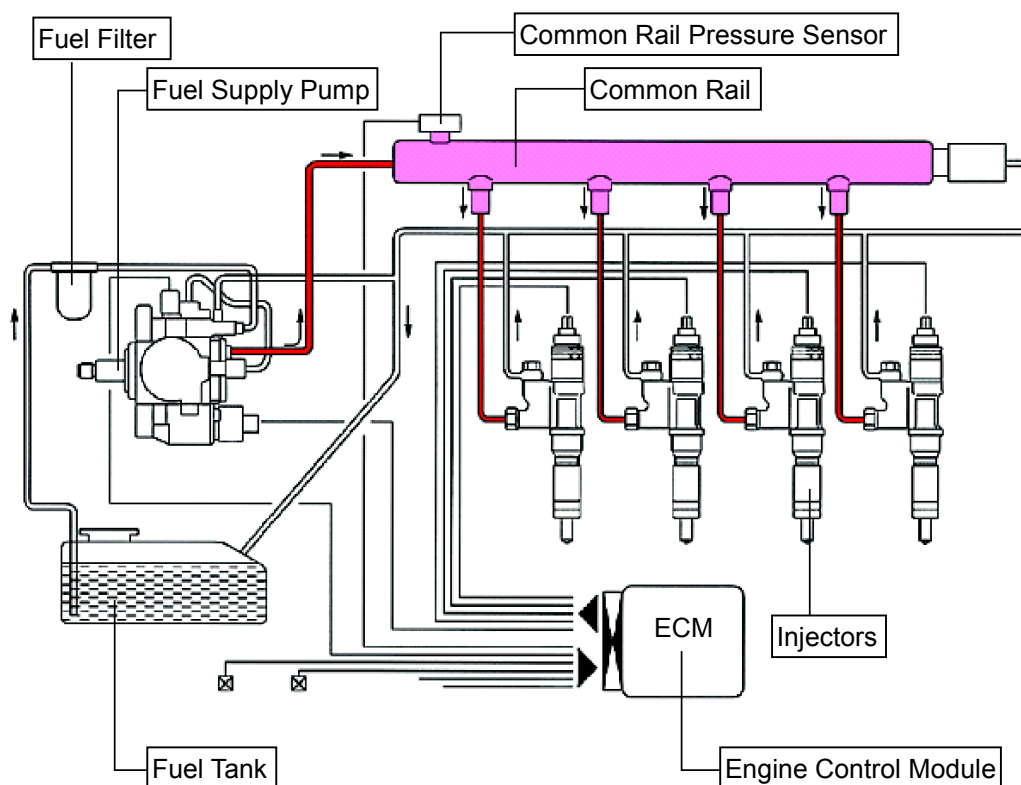 Fuel Filter
Common Rail Pressure Sensor
Fuel Supply Pump
Common Rail
ECM
Injectors
Fuel Tank
Engine Control Module